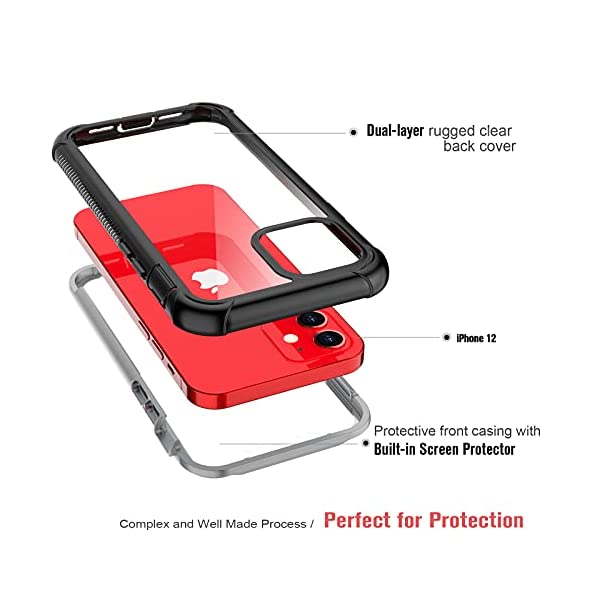 Dual-layer rugged clear
back cover
iPhone 12
Protective front casing with
Built-in Screen Protector
Complex and Well Made Process / Perfect for Protection